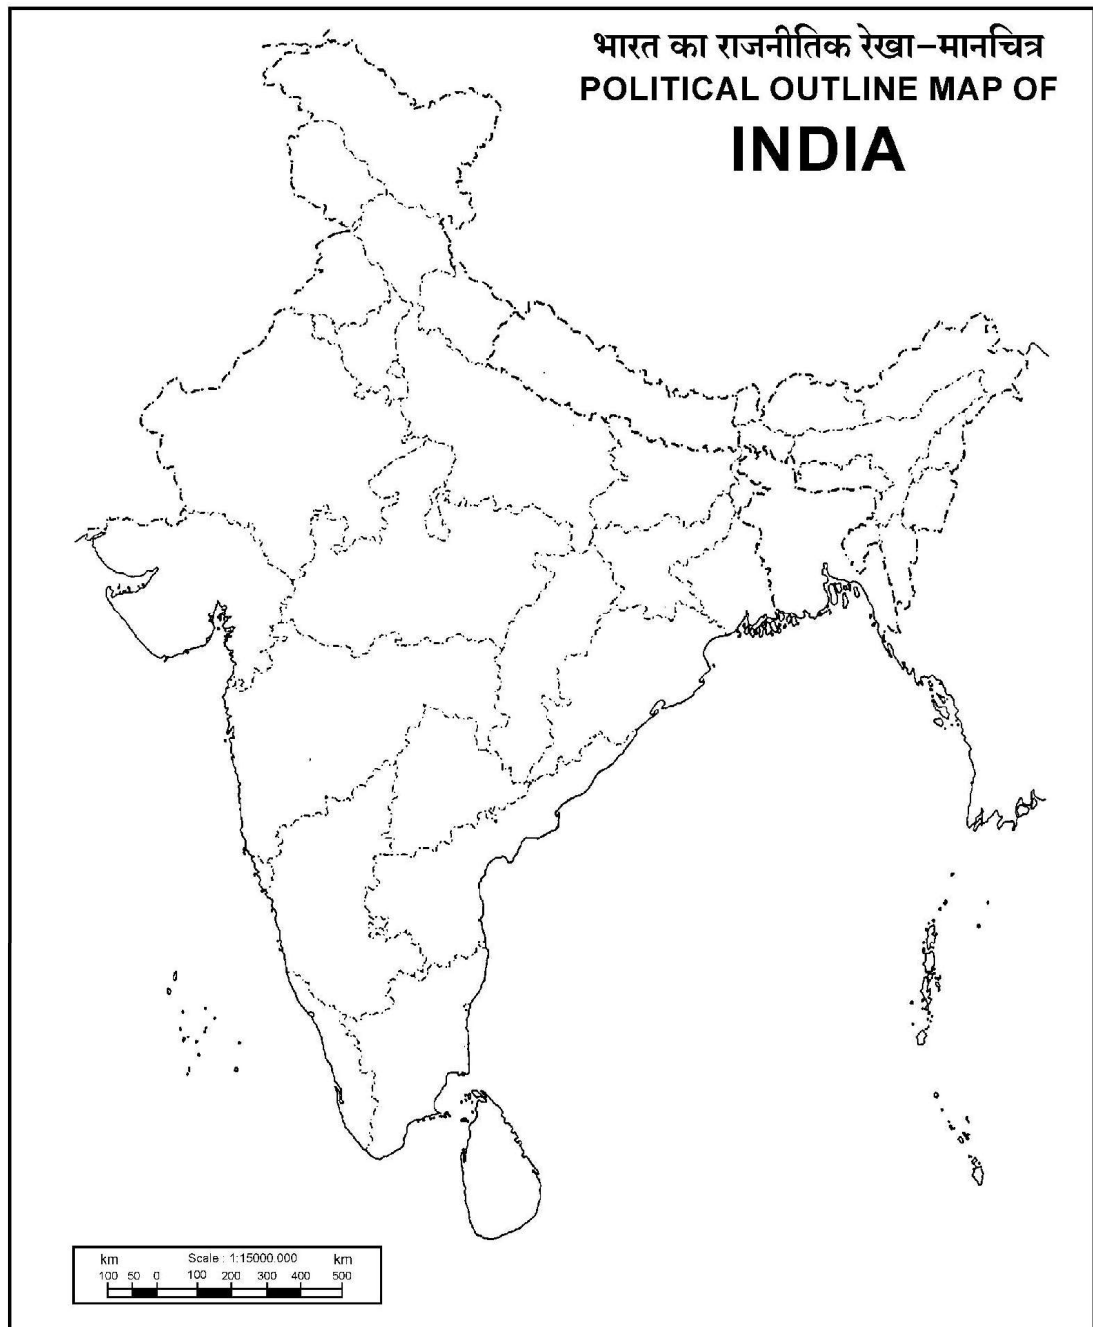 भारत का राजनीतिक रेखा–मानचित्र
POLITICAL OUTLINE MAP OF
INDIA
km Scale : 1:15000.000 km
100 50 0 100 200 300 400 500